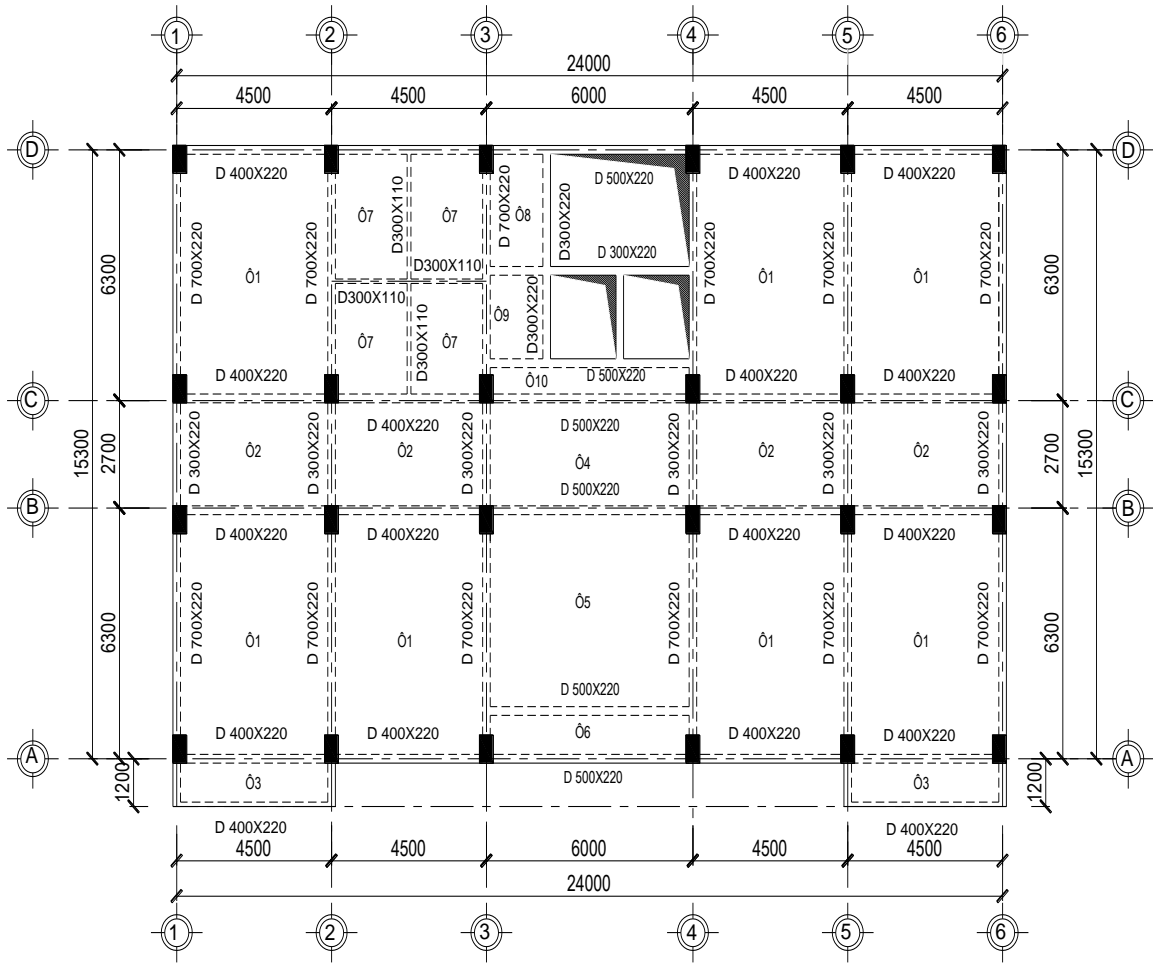 1 2 3 4 5 6
24000
4500 4500 6000 4500 4500
D D
D 400X220 D 400X220 D 400X220
D 500X220
D 700X220 D 700X220 D300X110 D 700X220 D300X220 D 700X220 D 700X220 D 700X220
Ô7 Ô7 Ô8
D 300X220
D300X110
Ô1 Ô1 Ô1
6300 6300
D300X110
Ô7 Ô7 D300X110 Ô9 D300X220
D 400X220 Ô10 D 500X220 D 400X220 D 400X220
C C
D 400X220 D 500X220
D 300X220 D 300X220 D 300X220 D 300X220 D 300X220 D 300X220
Ô2 Ô2 Ô4 Ô2 Ô2
15300 2700 2700 15300
D 500X220
B B
D 400X220 D 400X220 D 400X220 D 400X220
D 700X220 D 700X220 D 700X220 D 700X220 D 700X220 D 700X220
Ô5
Ô1 Ô1 Ô1 Ô1
6300 6300
D 500X220
D 400X220 D 400X220 Ô6 D 400X220 D 400X220
A A
1200 Ô3 D 500X220 Ô3 1200
D 400X220 D 400X220
4500 4500 6000 4500 4500
24000
1 2 3 4 5 6